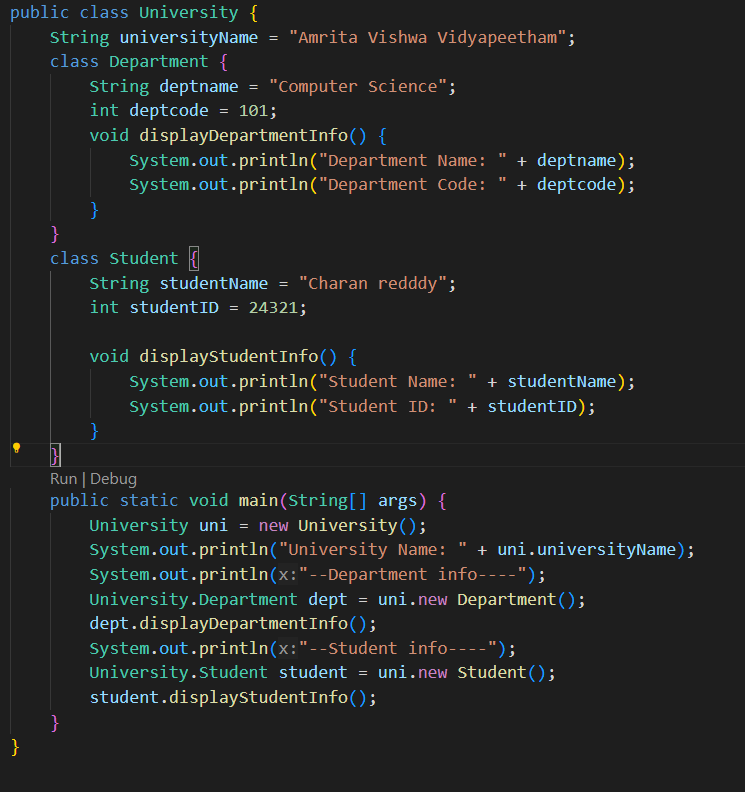 public class University {
    String universityName = "Amrita Vishwa Vidyapeetham";
    class Department {
        String deptname = "Computer Science";
        int deptcode = 101;
        void displayDepartmentInfo() {
            System.out.println("Department Name: " + deptname);
            System.out.println("Department Code: " + deptcode);
        }
    }
    class Student {
        String studentName = "Charan redddy";
        int studentID = 24321;

        void displayStudentInfo() {
            System.out.println("Student Name: " + studentName);
            System.out.println("Student ID: " + studentID);
        }
    }
    Run | Debug
    public static void main(String[] args) {
        University uni = new University();
        System.out.println("University Name: " + uni.universityName);
        System.out.println(x:"--Department info----");
        University.Department dept = uni.new Department();
        dept.displayDepartmentInfo();
        System.out.println(x:"--Student info----");
        University.Student student = uni.new Student();
        student.displayStudentInfo();
    }
}